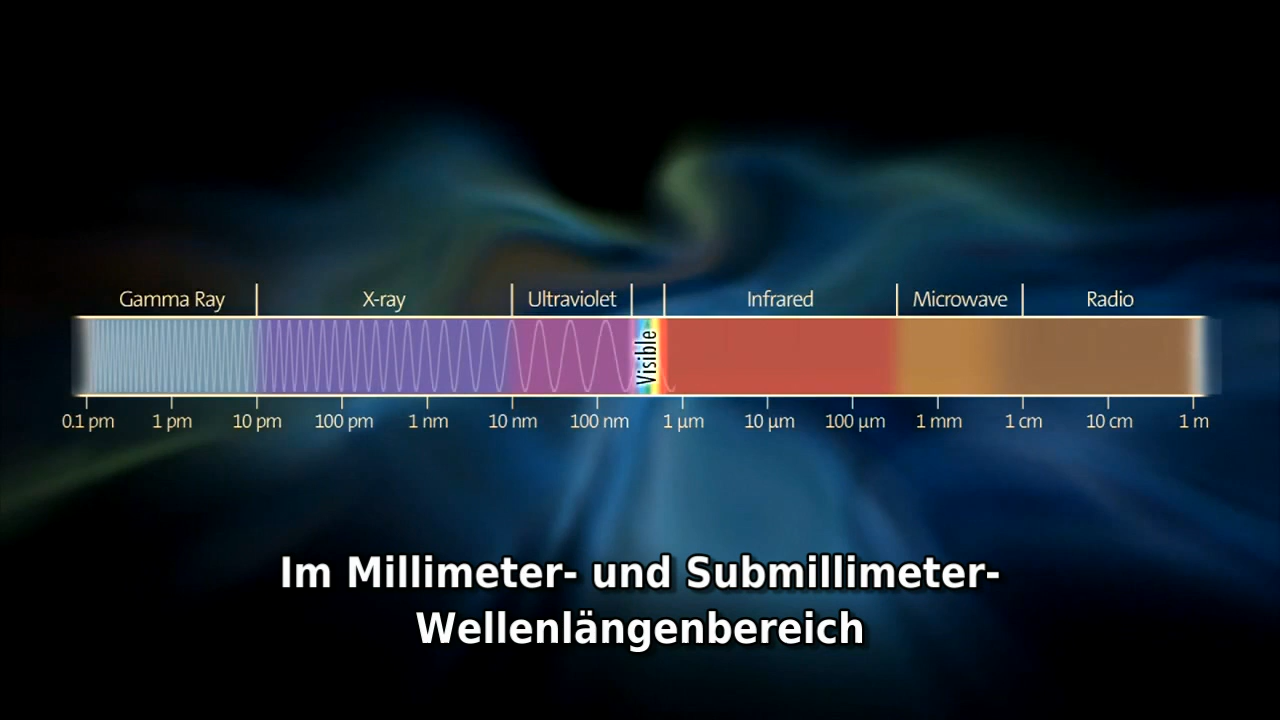 Gamma Ray X-ray Ultraviolet Infrared Microwave Radio
Visible
0.1 pm 1 pm 10 pm 100 pm 1 nm 10 nm 100 nm 1 µm 10 µm 100 µm 1 mm 1 cm 10 cm 1 m
Im Millimeter- und Submillimeter-
Wellenlängenbereich